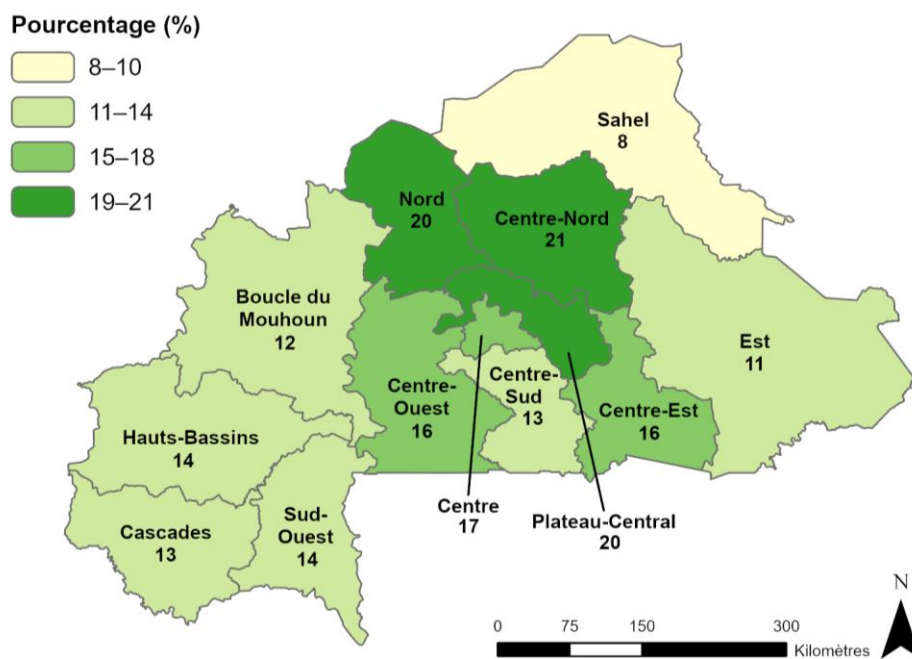 Pourcentage (%)
8–10
11–14
15–18
19–21
Sahel
8
Nord
20
Centre-Nord
21
Boucle du
Mouhoun
12
Est
11
Centre-
Ouest
16
Centre-
Sud
13
Centre-Est
16
Hauts-Bassins
14
Centre
17
Plateau-Central
20
Cascades
13
Sud-
Ouest
14
N
0 75 150 300
Kilomètres